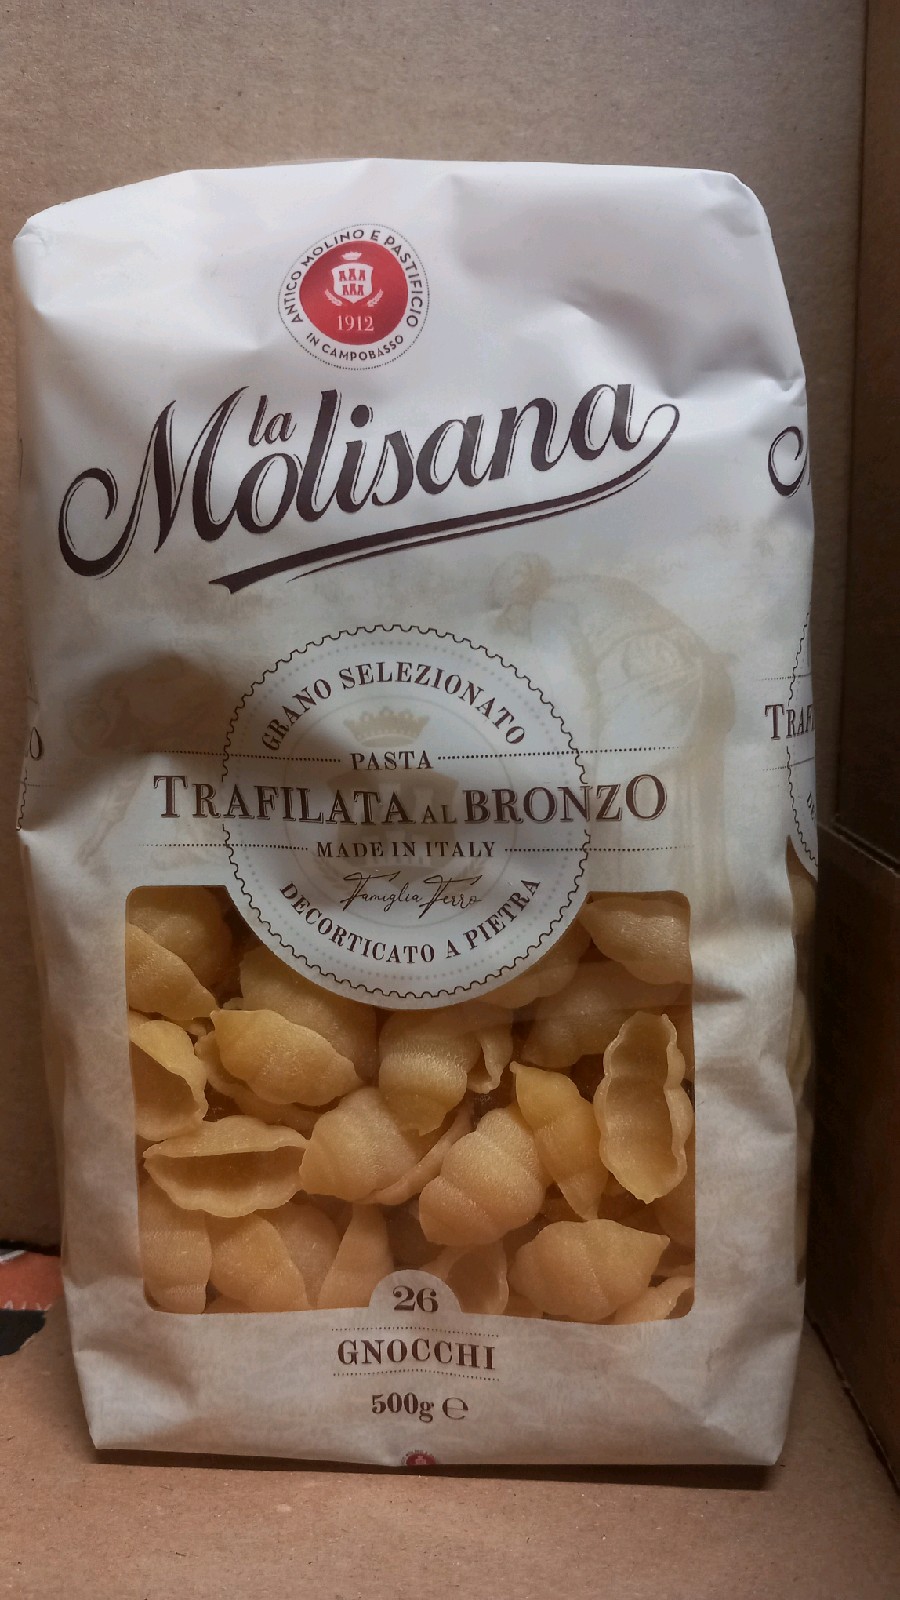 ANTICO MOLINO E PASTIFICIO
1912
IN CAMPOBASSO
la
Molisana
GRANO SELEZIONATO
PASTA
TRAFILATA AL BRONZO
TRAF
MADE IN ITALY
Famiglia Ferro
DECORTICATO A PIETRA
26
GNOCCHI
500g ℮